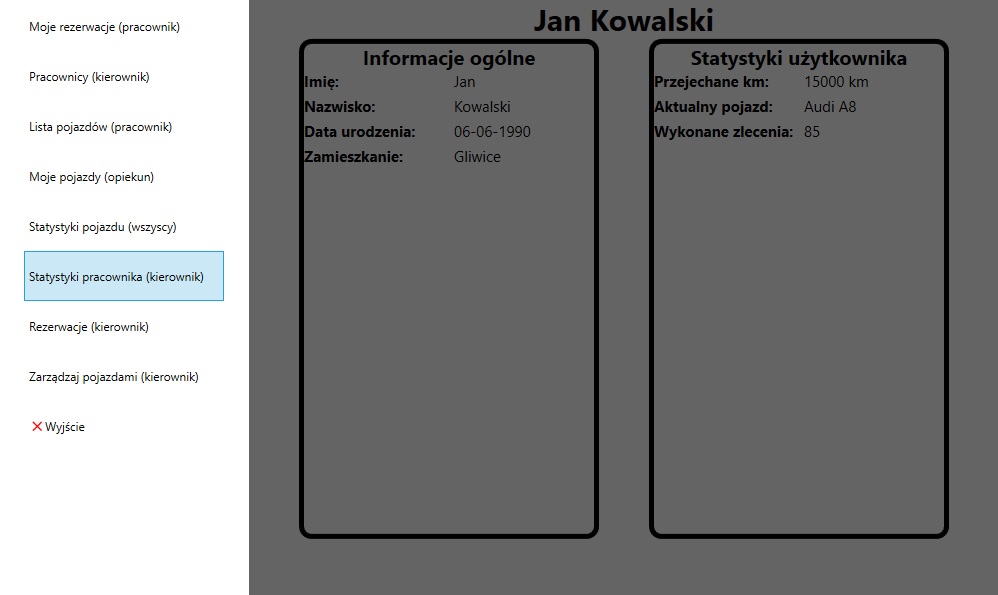 Moje rezerwacje (pracownik)
Pracownicy (kierownik)
Lista pojazdów (pracownik)
Moje pojazdy (opiekun)
Statystyki pojazdu (wszyscy)
Statystyki pracownika (kierownik)
Rezerwacje (kierownik)
Zarządzaj pojazdami (kierownik)
Wyjście
Jan Kowalski
Informacje ogólne
Imię: Jan
Nazwisko: Kowalski
Data urodzenia: 06-06-1990
Zamieszkanie: Gliwice
Statystyki użytkownika
Przejechane km: 15000 km
Aktualny pojazd: Audi A8
Wykonane zlecenia: 85